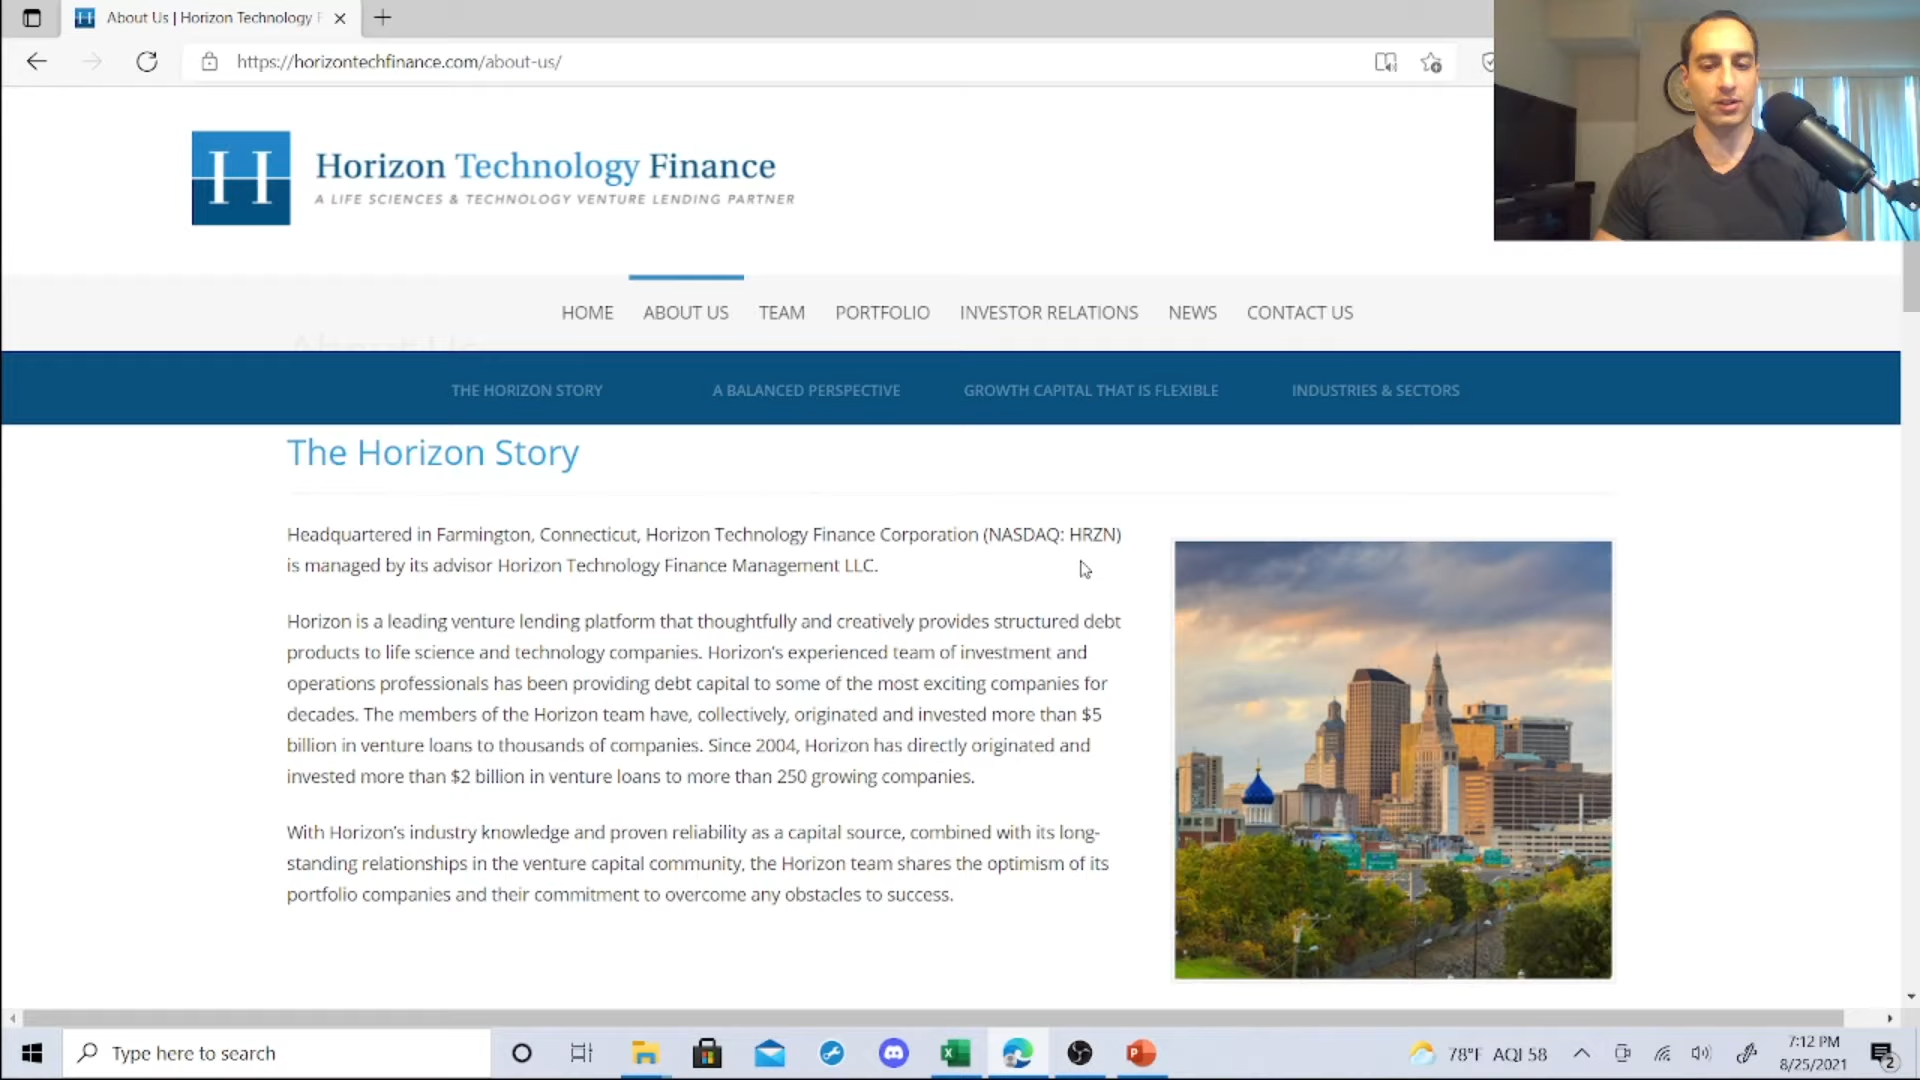 About Us | Horizon Technology F
https://horizontechfinance.com/about-us/
H
Horizon Technology Finance
A LIFE SCIENCES & TECHNOLOGY VENTURE LENDING PARTNER
HOME ABOUT US TEAM PORTFOLIO INVESTOR RELATIONS NEWS CONTACT US
About Us
THE HORIZON STORY A BALANCED PERSPECTIVE GROWTH CAPITAL THAT IS FLEXIBLE INDUSTRIES & SECTORS
The Horizon Story
Headquartered in Farmington, Connecticut, Horizon Technology Finance Corporation (NASDAQ: HRZN)
is managed by its advisor Horizon Technology Finance Management LLC.
Horizon is a leading venture lending platform that thoughtfully and creatively provides structured debt
products to life science and technology companies. Horizon's experienced team of investment and
operations professionals has been providing debt capital to some of the most exciting companies for
decades. The members of the Horizon team have, collectively, originated and invested more than $5
billion in venture loans to thousands of companies. Since 2004, Horizon has directly originated and
invested more than $2 billion in venture loans to more than 250 growing companies.
With Horizon's industry knowledge and proven reliability as a capital source, combined with its long-
standing relationships in the venture capital community, the Horizon team shares the optimism of its
portfolio companies and their commitment to overcome any obstacles to success.
Type here to search
78°F AQI 58
7:12 PM
8/25/2021
2